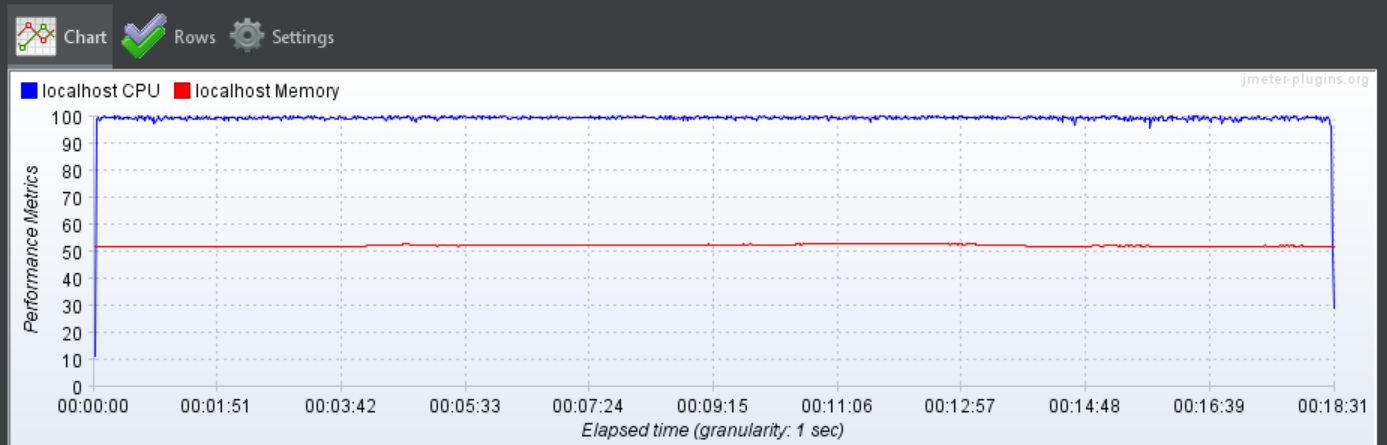 Chart Rows Settings
jmeter-plugins.org
localhost CPU localhost Memory
100
90
80
70
60
50
40
30
20
10
0
Performance Metrics
00:00:00 00:01:51 00:03:42 00:05:33 00:07:24 00:09:15 00:11:06 00:12:57 00:14:48 00:16:39 00:18:31
Elapsed time (granularity: 1 sec)